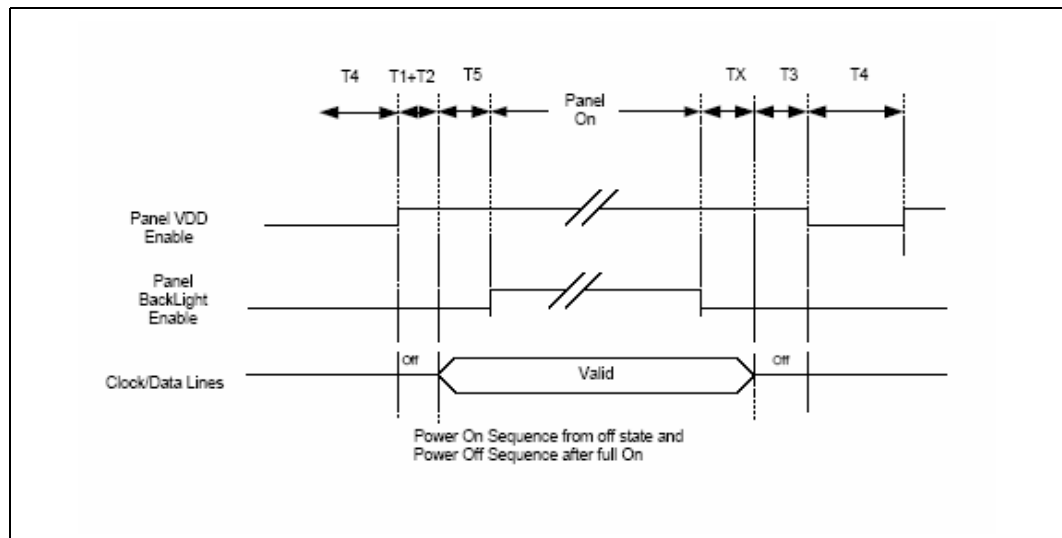 T4 T1+T2 T5 TX T3 T4
Panel
On
Panel VDD
Enable
Panel
BackLight
Enable
Off Off
Clock/Data Lines Valid
Power On Sequence from off state and
Power Off Sequence after full On